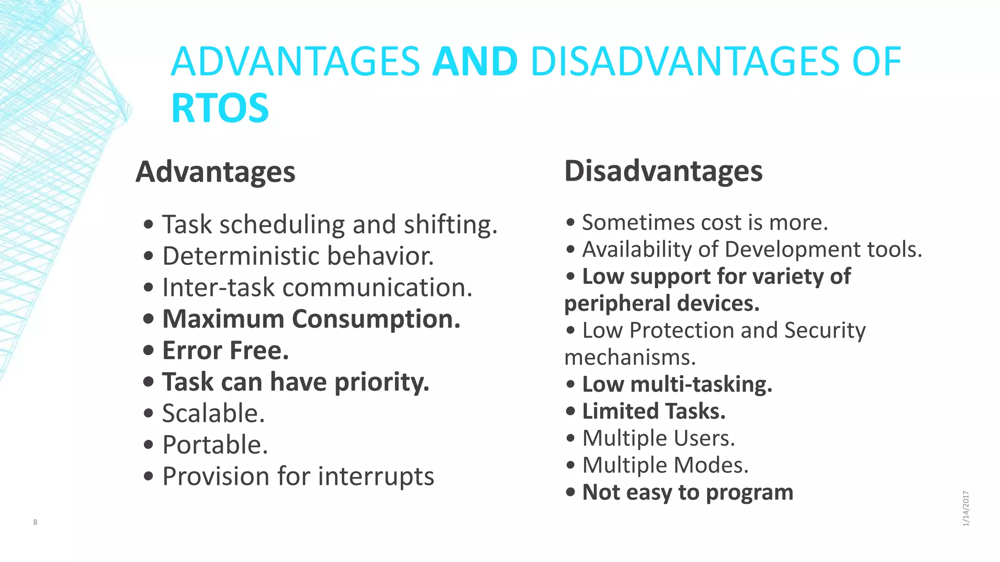 ADVANTAGES AND DISADVANTAGES OF
RTOS
Advantages
• Task scheduling and shifting.
• Deterministic behavior.
• Inter-task communication.
• Maximum Consumption.
• Error Free.
• Task can have priority.
• Scalable.
• Portable.
• Provision for interrupts
Disadvantages
• Sometimes cost is more.
• Availability of Development tools.
• Low support for variety of
peripheral devices.
• Low Protection and Security
mechanisms.
• Low multi-tasking.
• Limited Tasks.
• Multiple Users.
• Multiple Modes.
• Not easy to program
8
1/14/2017